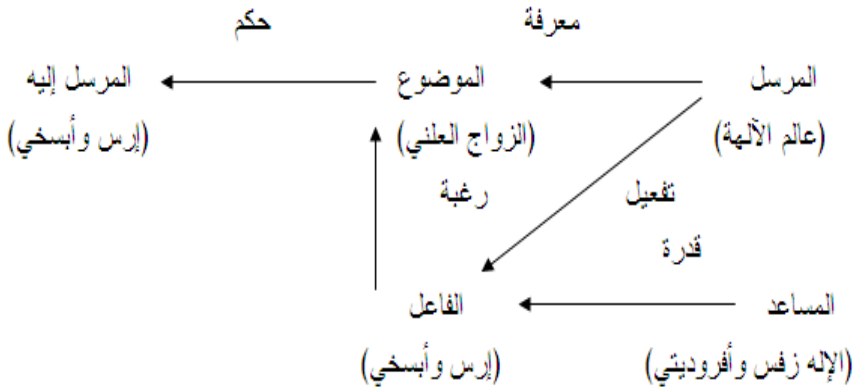 معرفة حكم
المرسل الموضوع المرسل إليه
(عالم الآلهة) (الزواج العلني) (إرس وأبسخي)
تفعيل رغبة
قدرة
المساعد الفاعل
(الإله زفس وأفروديتي) (إرس وأبسخي)